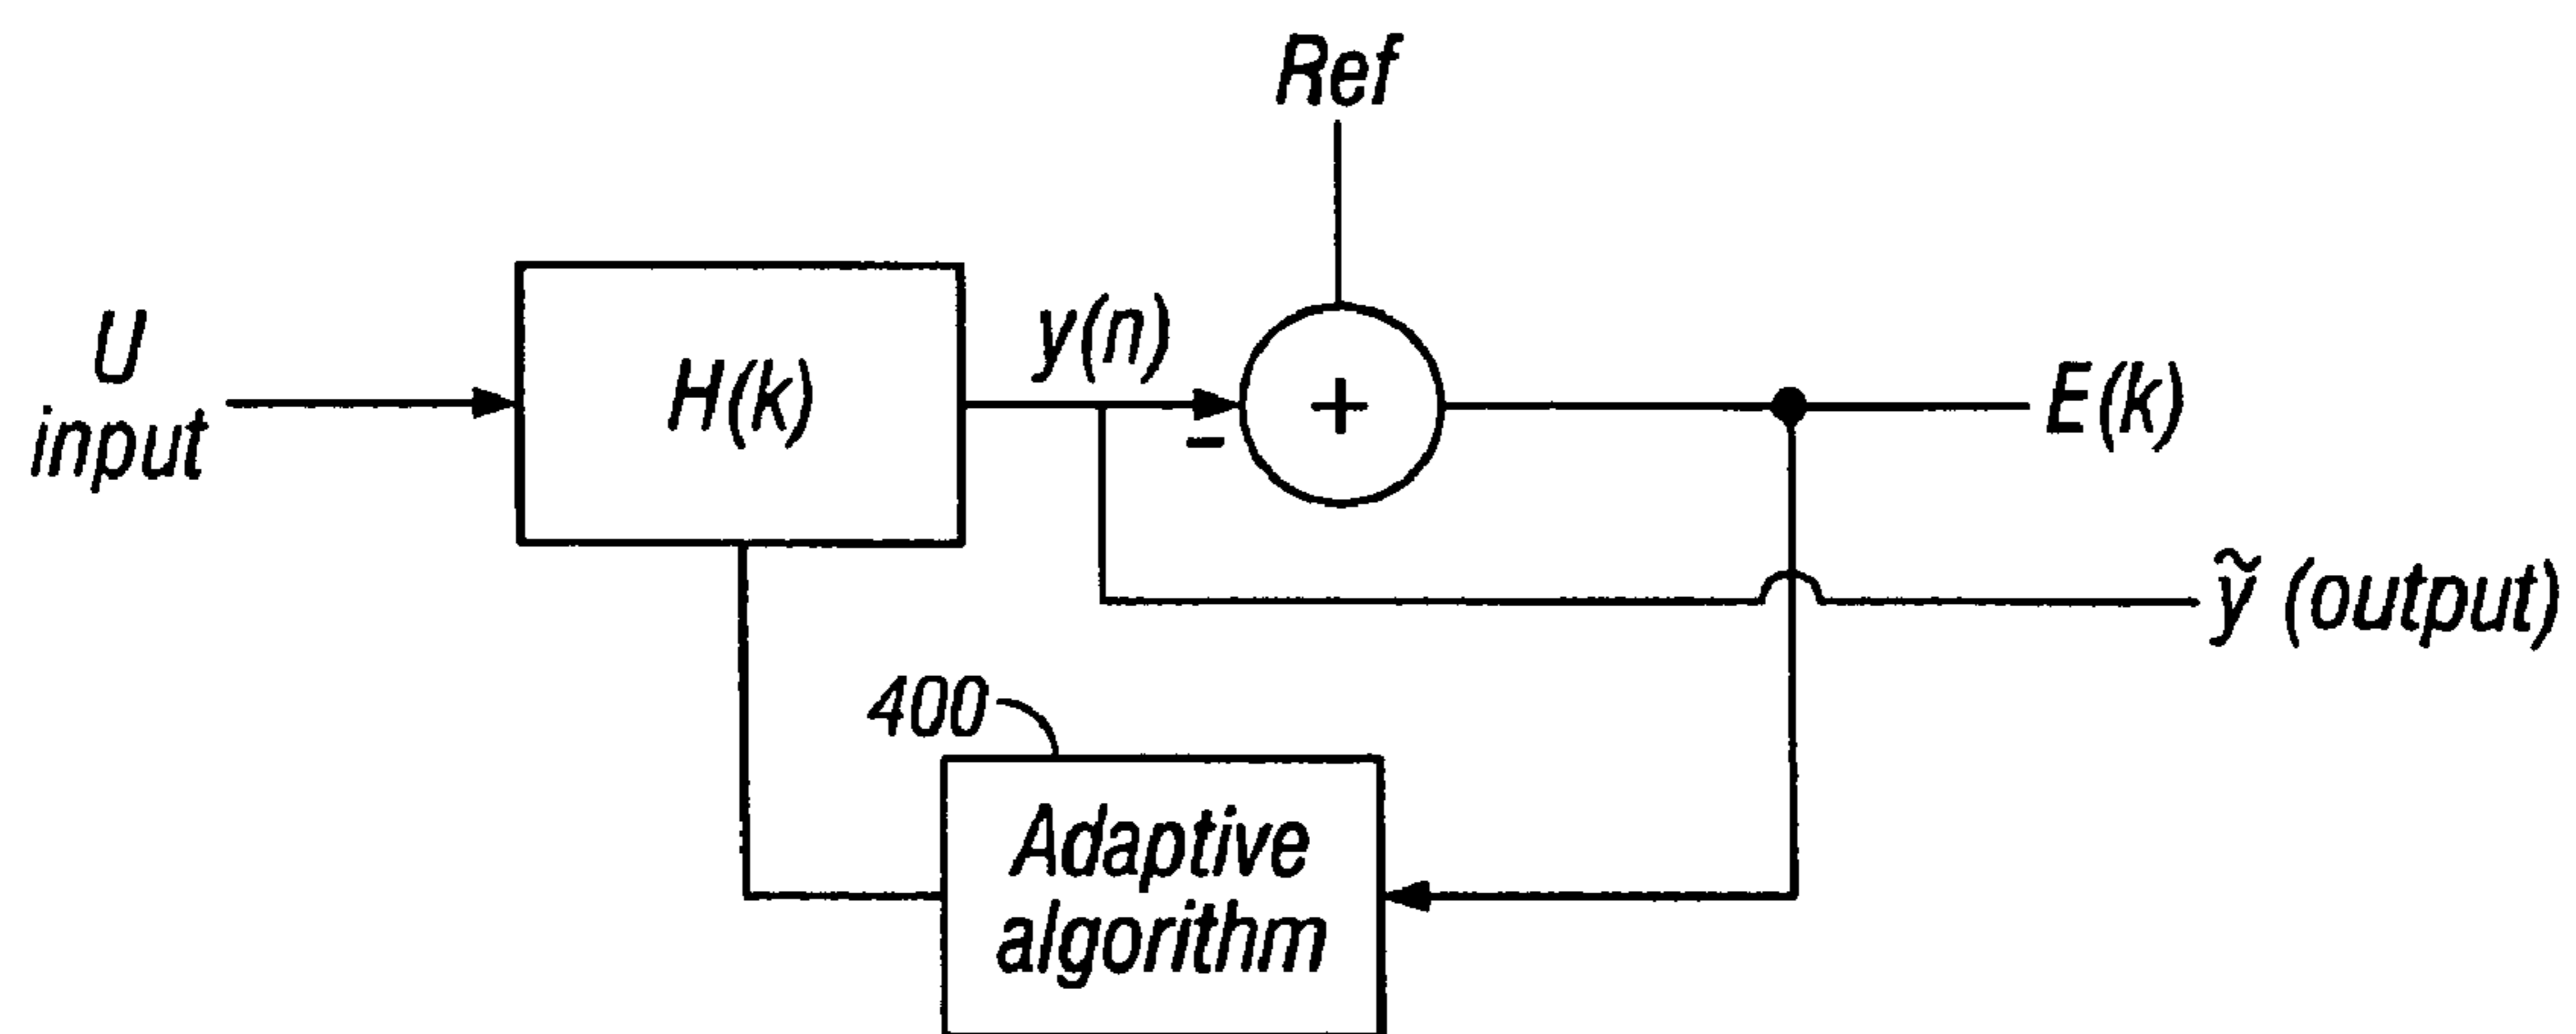 Ref
U
input
H(k)
y(n)
+
−
E(k)
ỹ (output)
400
Adaptive
algorithm